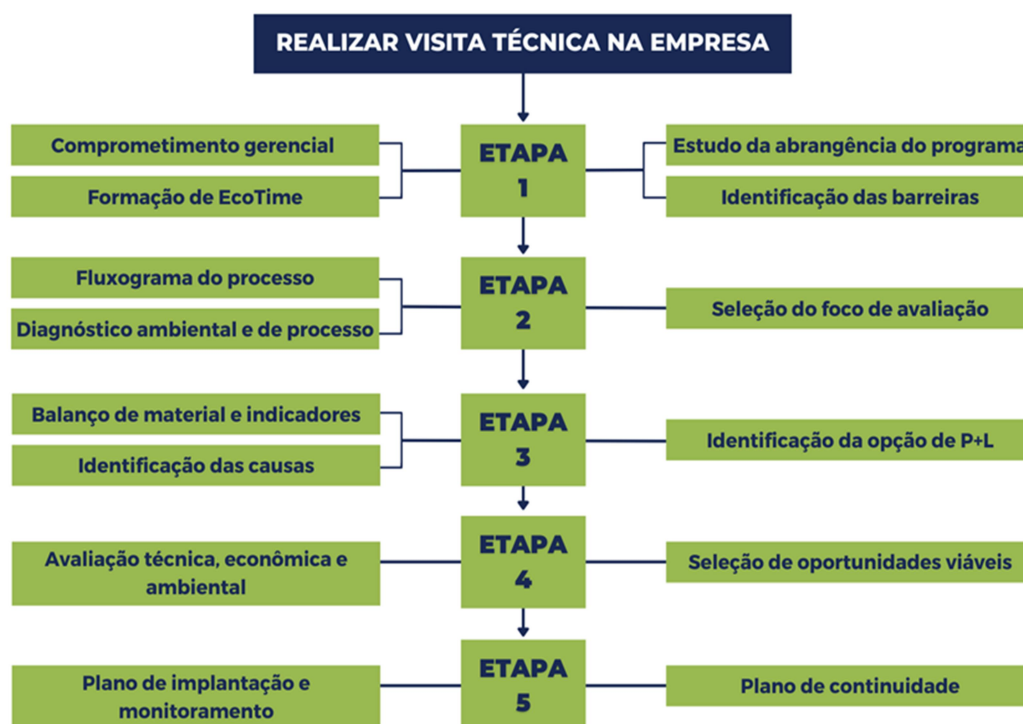 REALIZAR VISITA TÉCNICA NA EMPRESA
Comprometimento gerencial
Formação de EcoTime
ETAPA
1
Estudo da abrangência do programa
Identificação das barreiras
Fluxograma do processo
Diagnóstico ambiental e de processo
ETAPA
2
Seleção do foco de avaliação
Balanço de material e indicadores
Identificação das causas
ETAPA
3
Identificação da opção de P+L
Avaliação técnica, econômica e
ambiental
ETAPA
4
Seleção de oportunidades viáveis
Plano de implantação e
monitoramento
ETAPA
5
Plano de continuidade